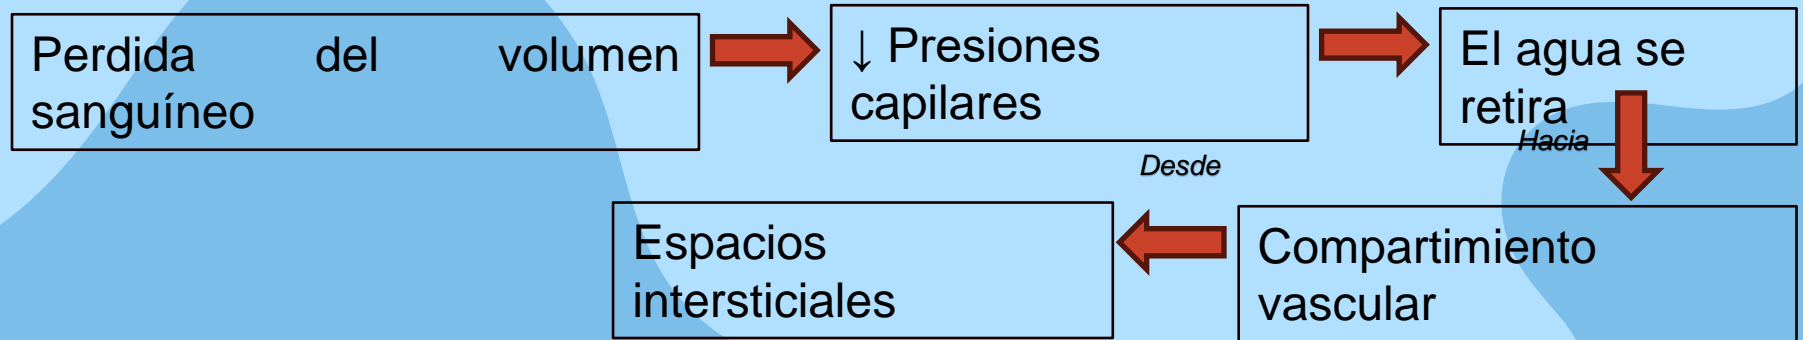 Perdida del volumen
sanguíneo
↓ Presiones
capilares
El agua se
retira
Hacia
Desde
Compartimiento
vascular
Espacios
intersticiales